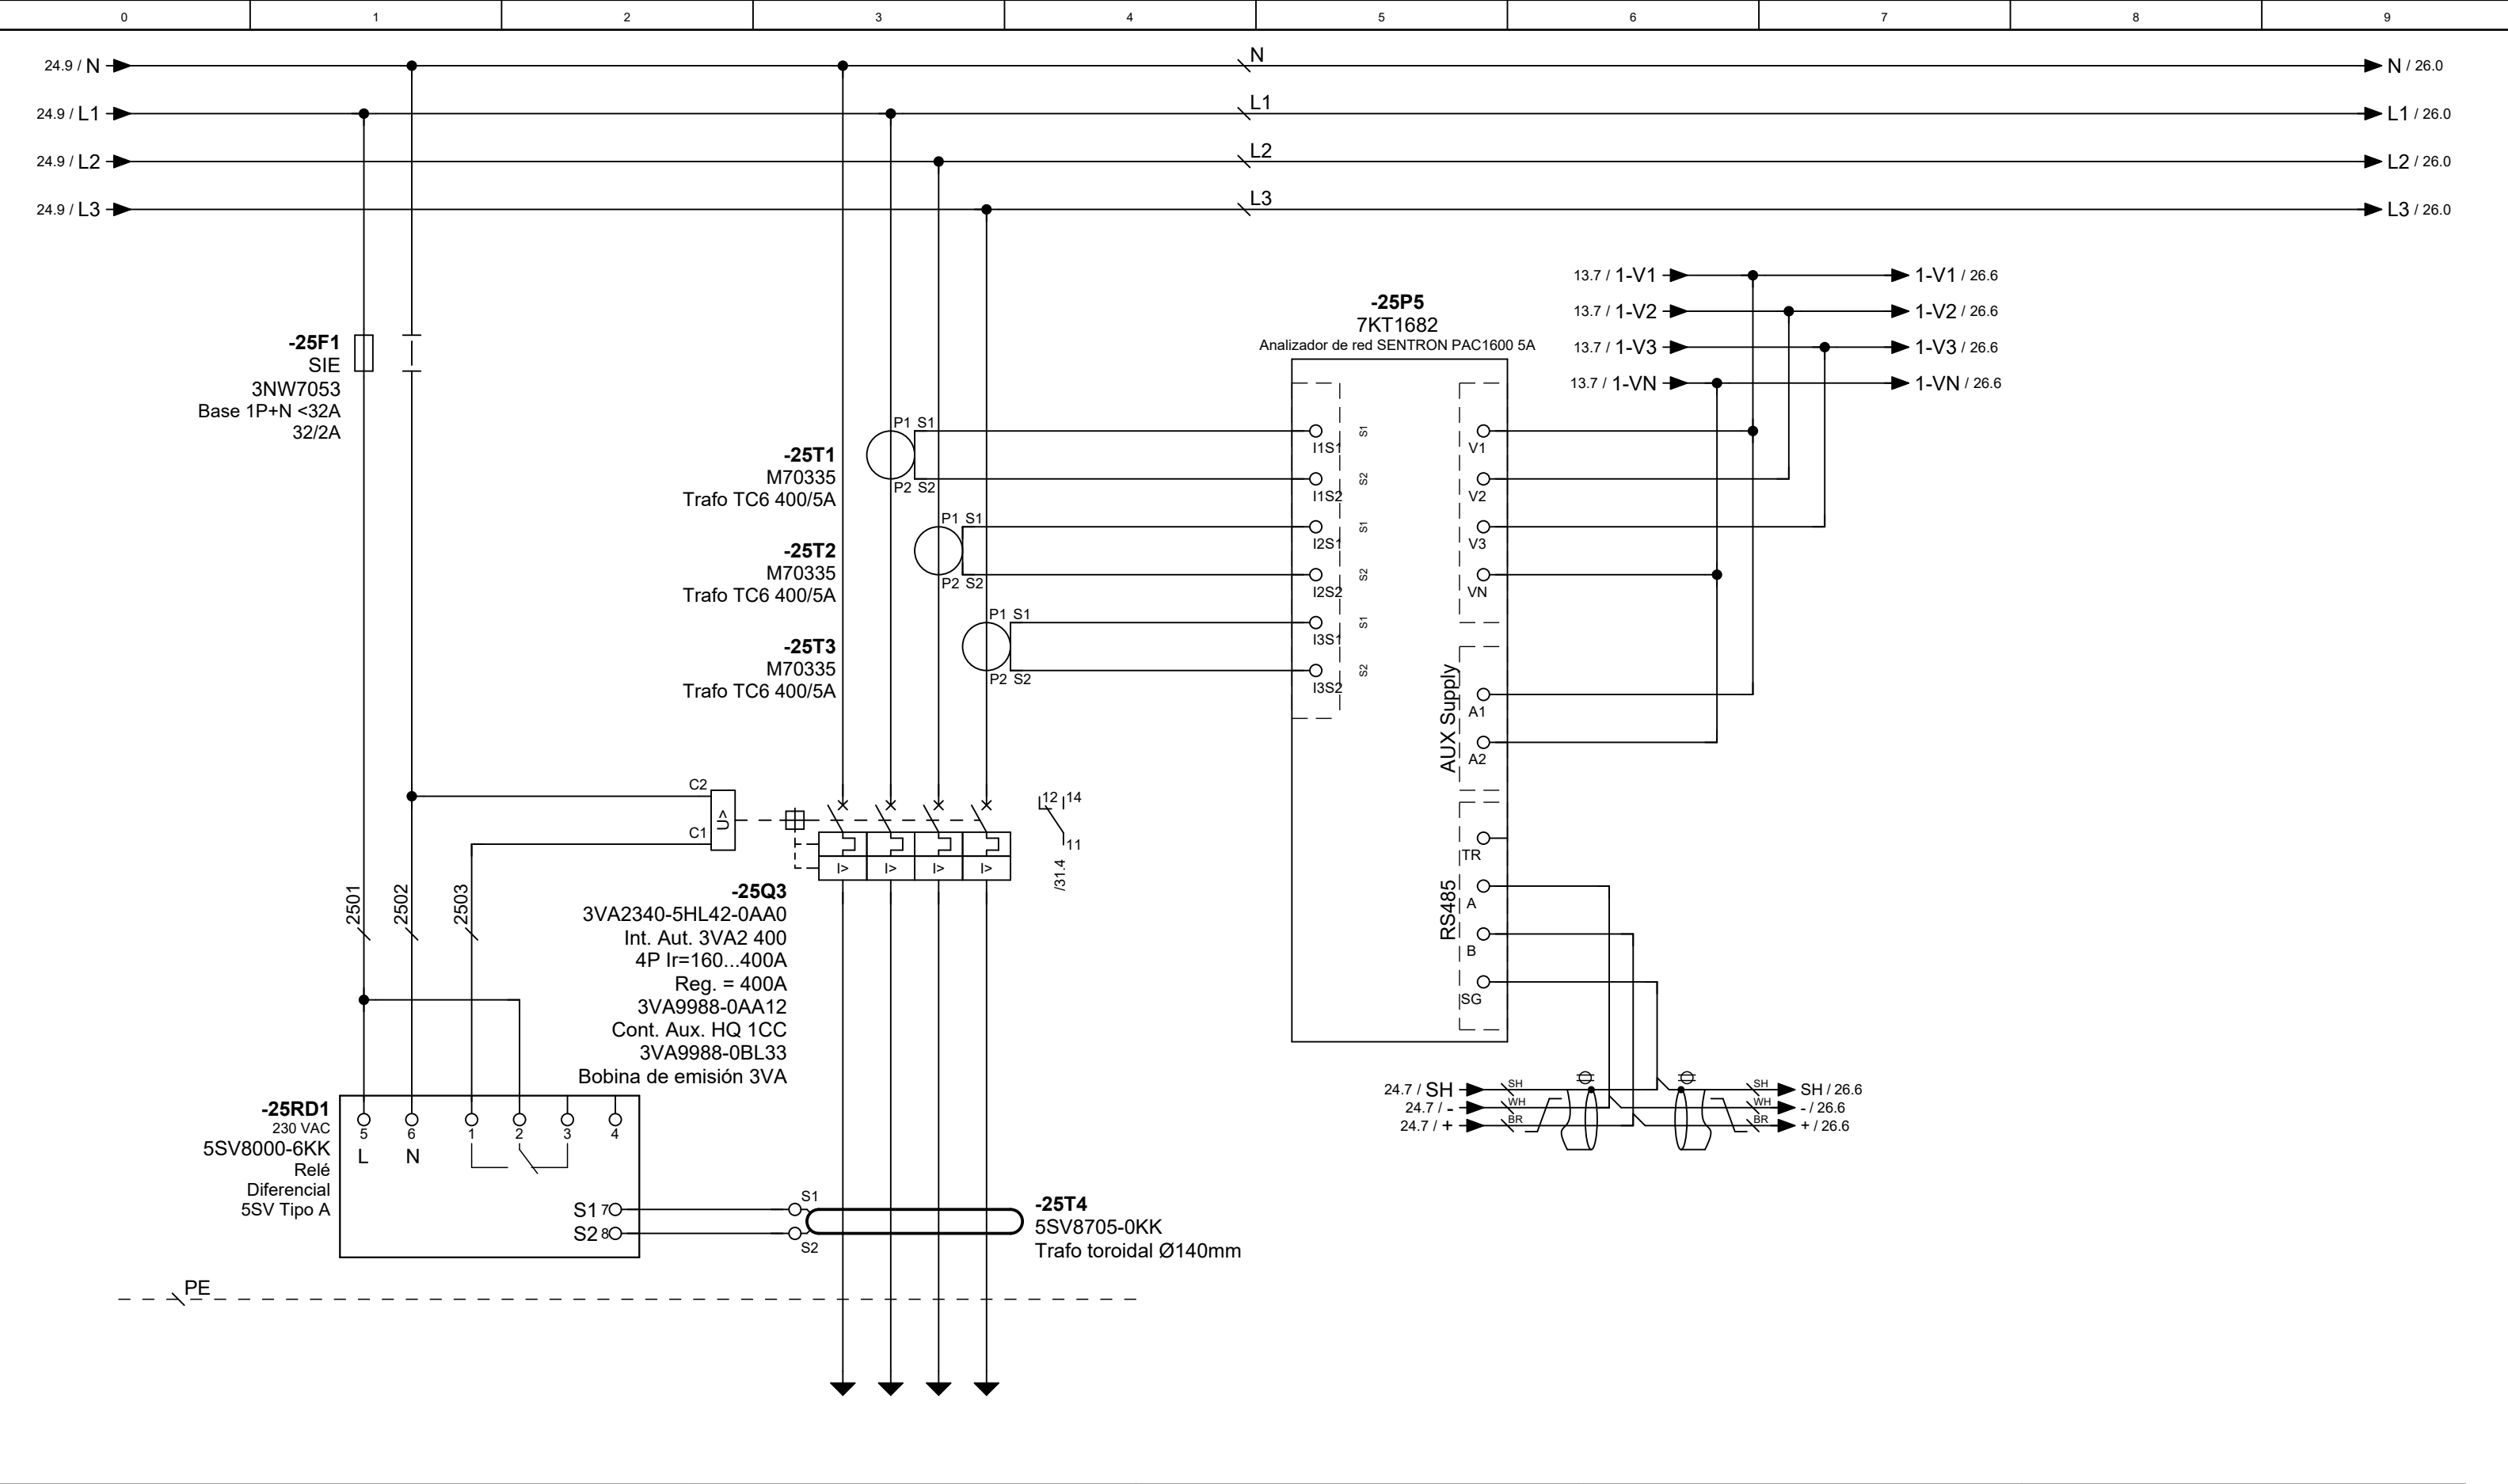 0 1 2 3 4 5 6 7 8 9
24.9 / N N N / 26.0
24.9 / L1 L1 L1 / 26.0
24.9 / L2 L2 L2 / 26.0
24.9 / L3 L3 L3 / 26.0
13.7 / 1-V1 1-V1 / 26.6
13.7 / 1-V2 1-V2 / 26.6
13.7 / 1-V3 1-V3 / 26.6
13.7 / 1-VN 1-VN / 26.6
-25F1
SIE
3NW7053
Base 1P+N <32A
32/2A
-25T1
M70335
Trafo TC6 400/5A
P1 S1
P2 S2
-25T2
M70335
Trafo TC6 400/5A
P1 S1
P2 S2
-25T3
M70335
Trafo TC6 400/5A
P1 S1
P2 S2
-25P5
7KT1682
Analizador de red SENTRON PAC1600 5A
I1S1 S1
I1S2 S2
I2S1 S1
I2S2 S2
I3S1 S1
I3S2 S2
V1
V2
V3
VN
AUX Supply
A1
A2
RS485
TR
A
B
SG
C2
C1
U>
I> I> I> I>
12 14
11
/31.4
2501
2502
2503
-25Q3
3VA2340-5HL42-0AA0
Int. Aut. 3VA2 400
4P Ir=160...400A
Reg. = 400A
3VA9988-0AA12
Cont. Aux. HQ 1CC
3VA9988-0BL33
Bobina de emisión 3VA
24.7 / SH SH SH SH / 26.6
24.7 / - WH WH - / 26.6
24.7 / + BR BR + / 26.6
-25RD1
230 VAC
5SV8000-6KK
Relé
Diferencial
5SV Tipo A
5 6 1 2 3 4
L N
S1 7
S2 8
S1
S2
-25T4
5SV8705-0KK
Trafo toroidal Ø140mm
PE